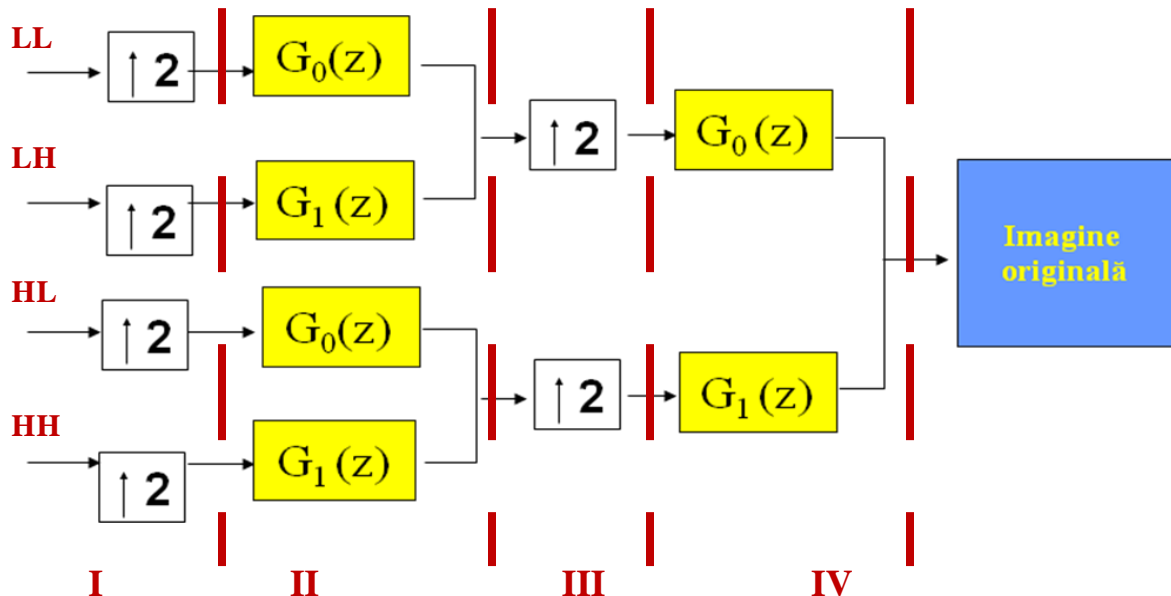 LL
↑ 2
G₀(z)
LH
↑ 2
G₁(z)
↑ 2
G₀(z)
HL
↑ 2
G₀(z)
HH
↑ 2
G₁(z)
↑ 2
G₁(z)
Imagine
originală
I II III IV